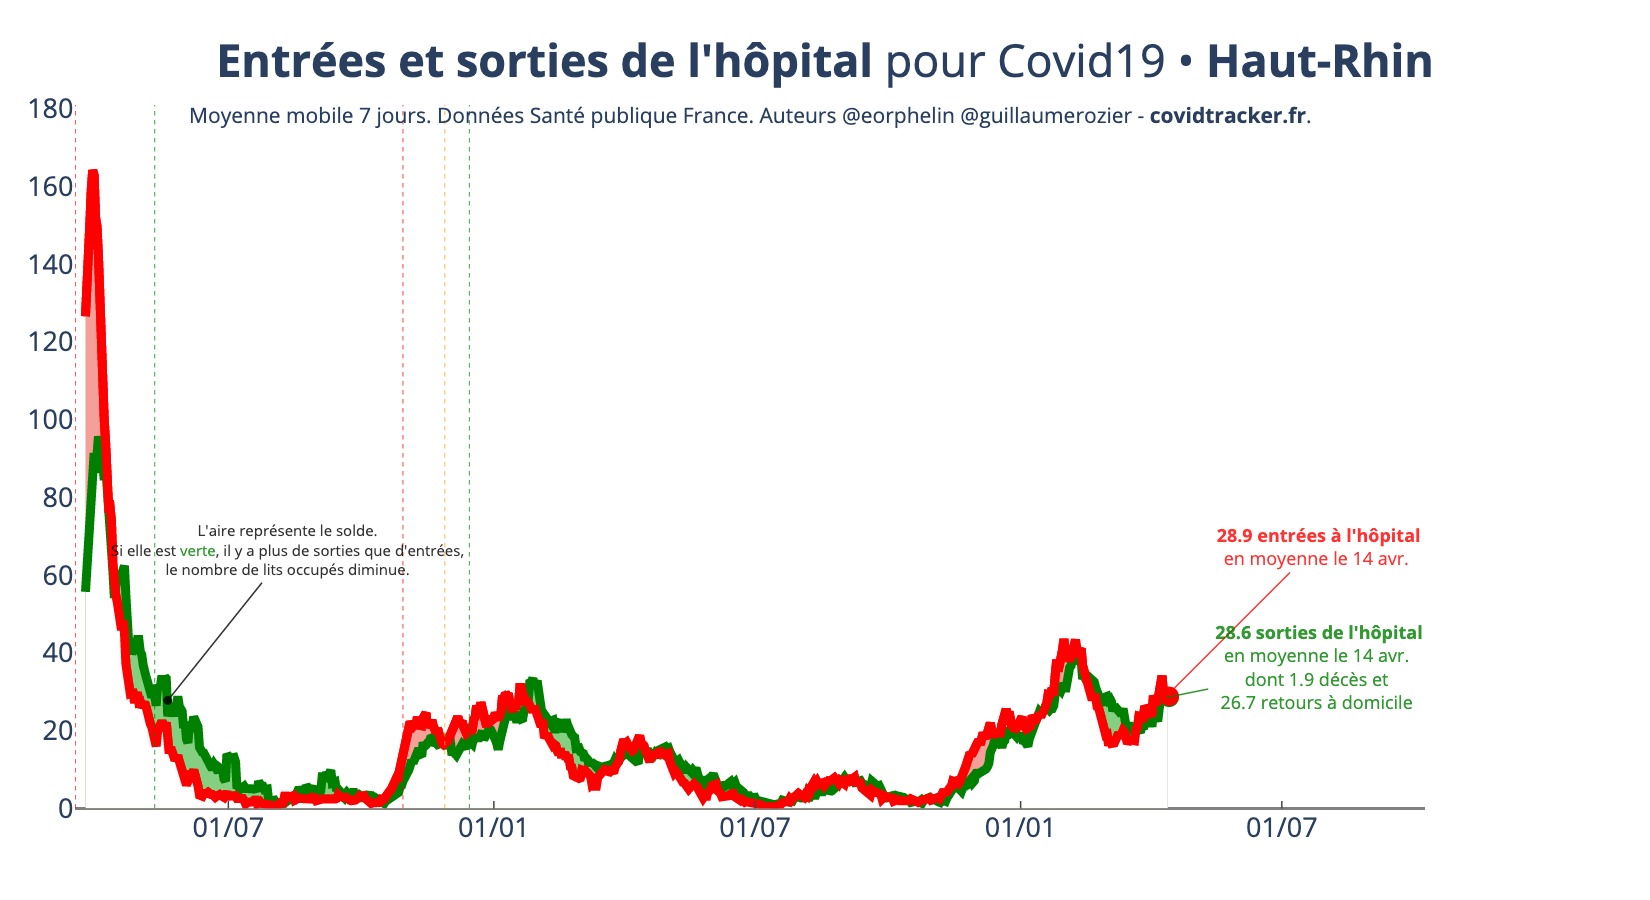 Entrées et sorties de l'hôpital pour Covid19 • Haut-Rhin
Moyenne mobile 7 jours. Données Santé publique France. Auteurs @eorphelin @guillaumerozier - covidtracker.fr.
180
160
140
120
100
80
60
40
20
0
L'aire représente le solde.
Si elle est verte, il y a plus de sorties que d'entrées,
le nombre de lits occupés diminue.
28.9 entrées à l'hôpital
en moyenne le 14 avr.
28.6 sorties de l'hôpital
en moyenne le 14 avr.
dont 1.9 décès et
26.7 retours à domicile
01/07
01/01
01/07
01/01
01/07